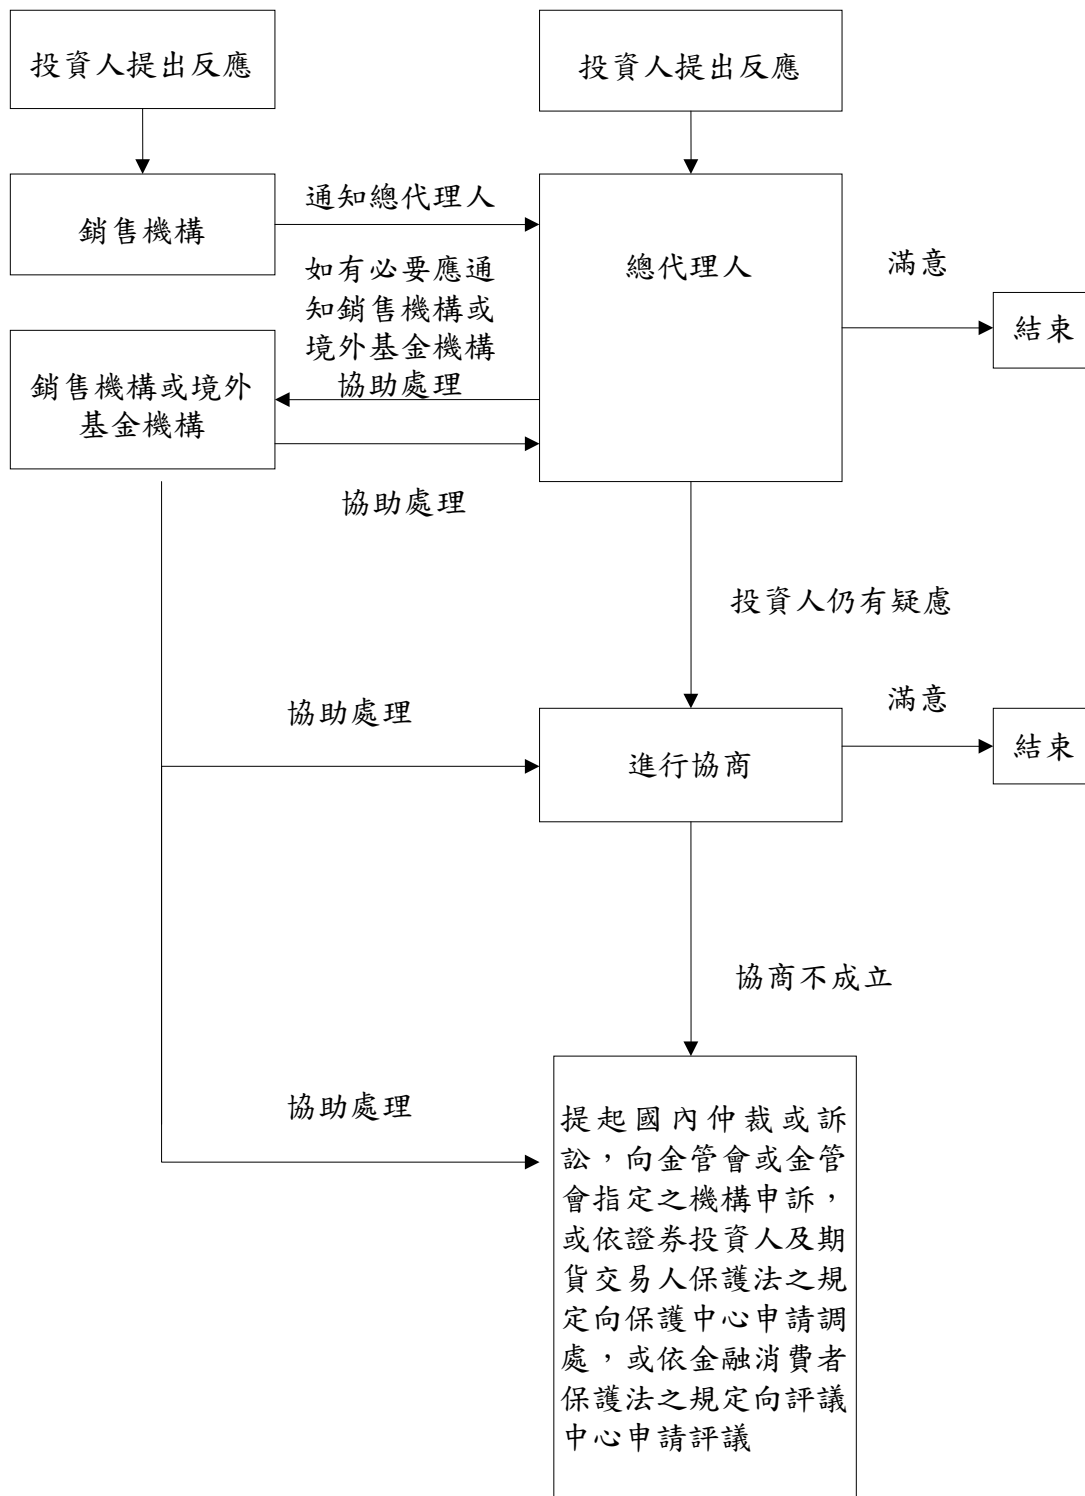 投資人提出反應
投資人提出反應
銷售機構
通知總代理人
總代理人
滿意
結束
如有必要應通
知銷售機構或
境外基金機構
協助處理
銷售機構或境外
基金機構
協助處理
投資人仍有疑慮
協助處理
進行協商
滿意
結束
協商不成立
協助處理
提起國內仲裁或訴
訟，向金管會或金管
會指定之機構申訴，
或依證券投資人及期
貨交易人保護法之規
定向保護中心申請調
處，或依金融消費者
保護法之規定向評議
中心申請評議